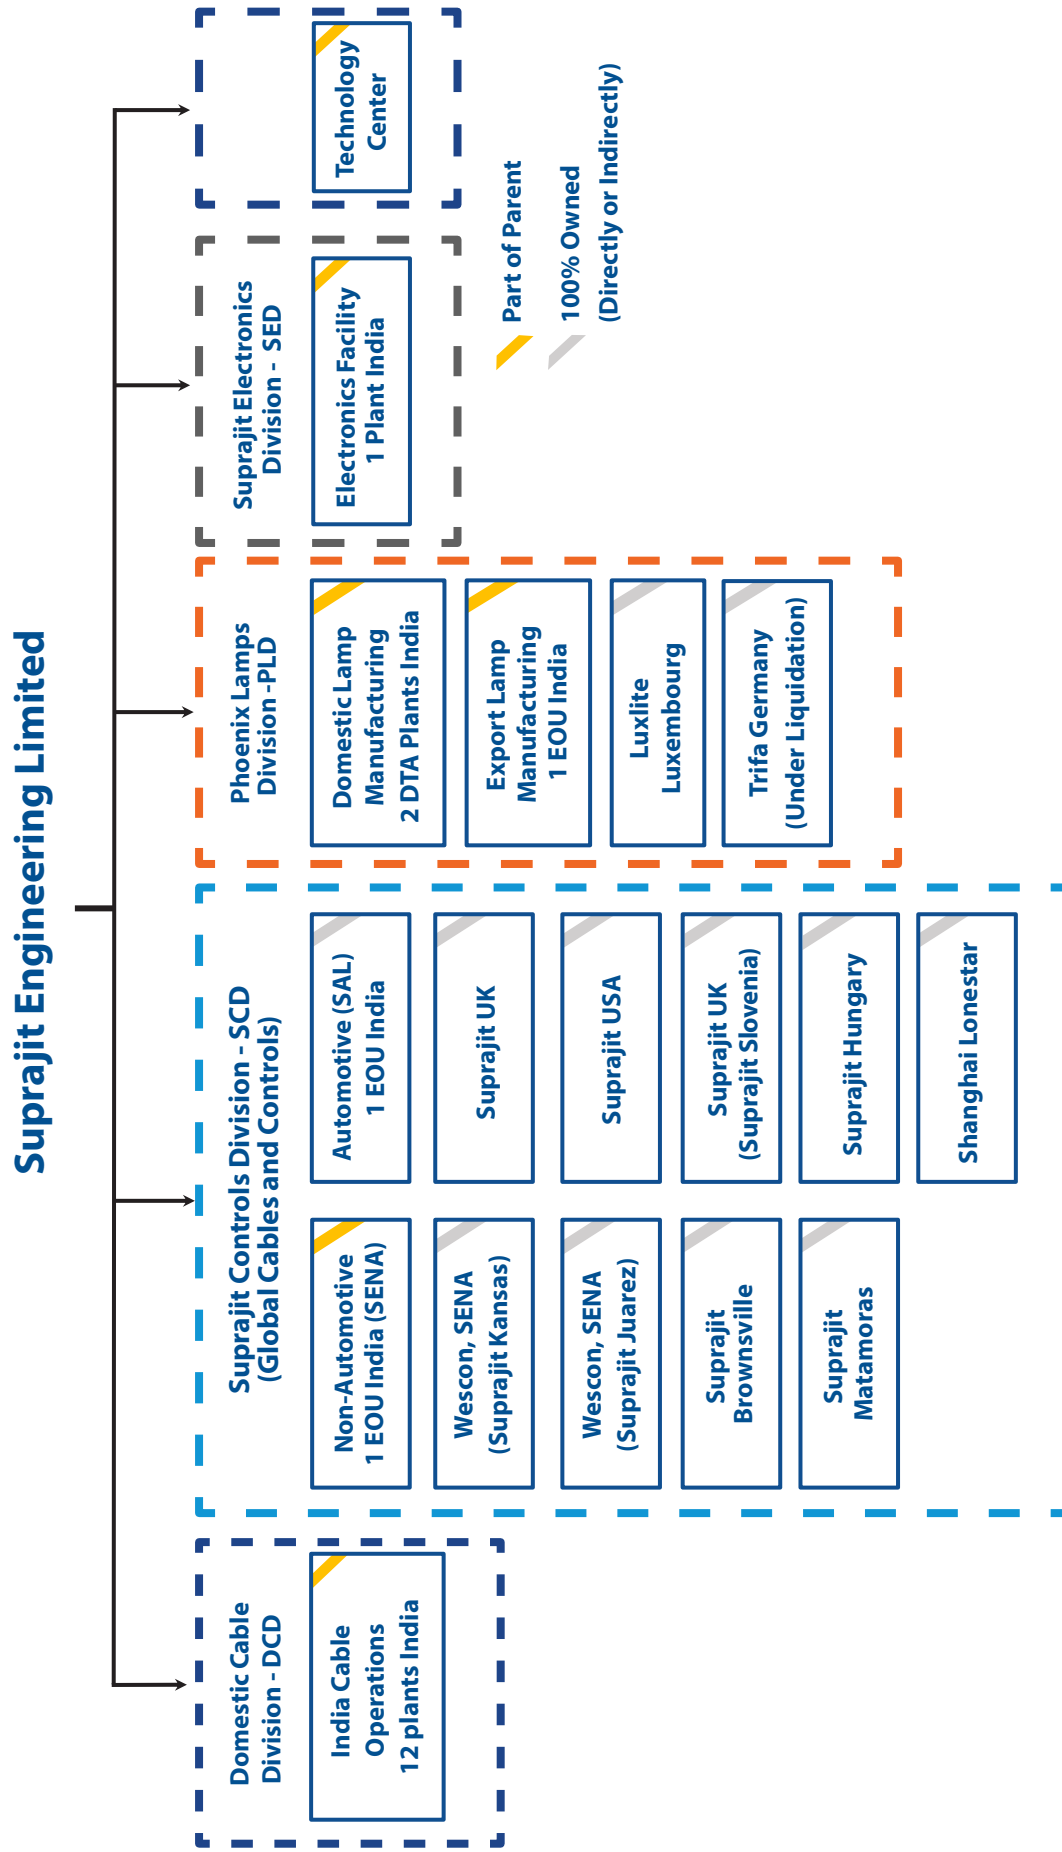 Suprajit Engineering Limited
Domestic Cable
Division - DCD
India Cable
Operations
12 plants India
Suprajit Controls Division - SCD
(Global Cables and Controls)
Non-Automotive
1 EOU India (SENA)
Wescon, SENA
(Suprajit Kansas)
Wescon, SENA
(Suprajit Juarez)
Suprajit
Brownsville
Suprajit
Matamoras
Automotive (SAL)
1 EOU India
Suprajit UK
Suprajit USA
Suprajit UK
(Suprajit Slovenia)
Suprajit Hungary
Shanghai Lonestar
Phoenix Lamps
Division -PLD
Domestic Lamp
Manufacturing
2 DTA Plants India
Export Lamp
Manufacturing
1 EOU India
Luxlite
Luxembourg
Trifa Germany
(Under Liquidation)
Suprajit Electronics
Division - SED
Electronics Facility
1 Plant India
Technology
Center
Part of Parent
100% Owned
(Directly or Indirectly)